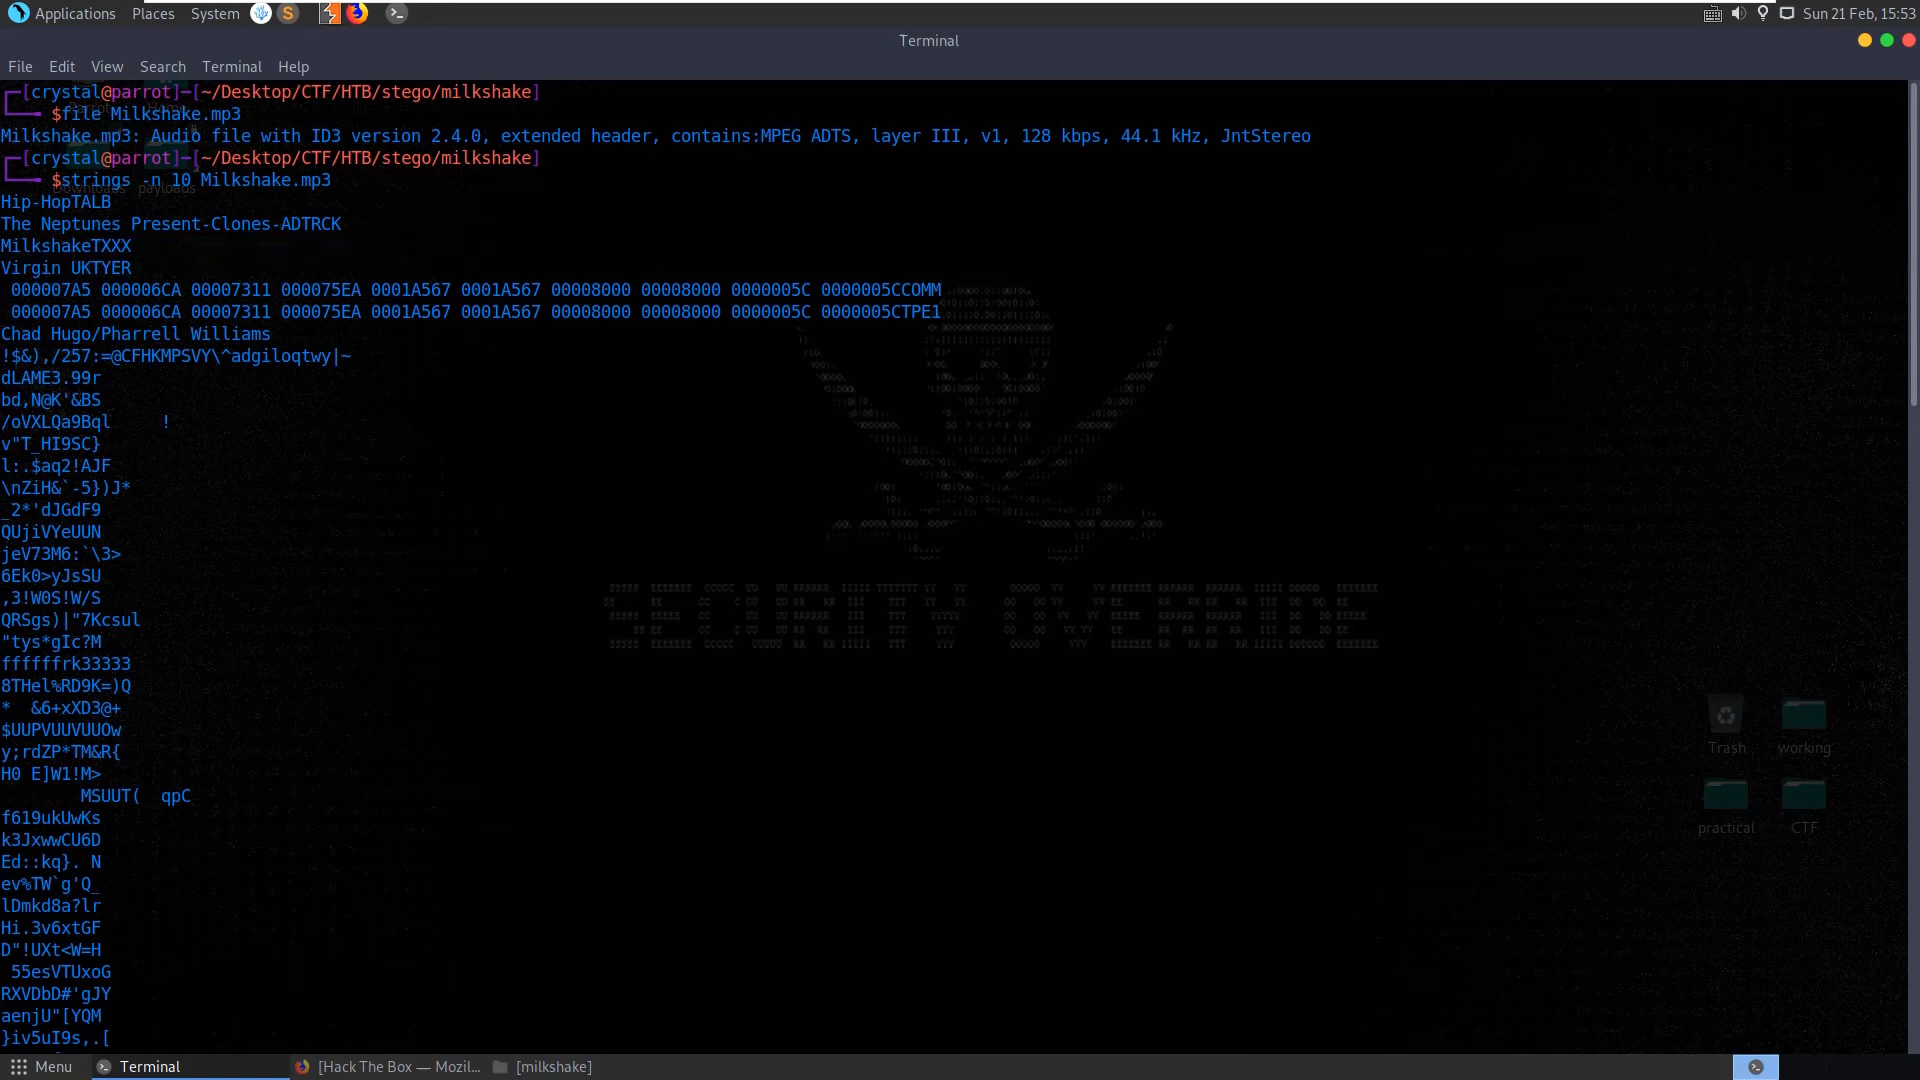 Applications Places System Sun 21 Feb, 15:53
Terminal
File Edit View Search Terminal Help
┌─[crystal@parrot]─[~/Desktop/CTF/HTB/stego/milkshake]
└──╼ $file Milkshake.mp3
Milkshake.mp3: Audio file with ID3 version 2.4.0, extended header, contains:MPEG ADTS, layer III, v1, 128 kbps, 44.1 kHz, JntStereo
┌─[crystal@parrot]─[~/Desktop/CTF/HTB/stego/milkshake]
└──╼ $strings -n 10 Milkshake.mp3
Hip-HopTALB
The Neptunes Present-Clones-ADTRCK
MilkshakeTXXX
Virgin UKTYER
 000007A5 000006CA 00007311 000075EA 0001A567 0001A567 00008000 00008000 0000005C 0000005CCOMM
 000007A5 000006CA 00007311 000075EA 0001A567 0001A567 00008000 00008000 0000005C 0000005CTPE1
Chad Hugo/Pharrell Williams
!$&),/257:=@CFHKMPSVY\^adgiloqtwy|~
dLAME3.99r
bd,N@K'&BS
/oVXLQa9Bql     !
v"T_HI9SC}
l:.$aq2!AJF
\nZiH&`-5})J*
_2*'dJGdF9
QUjiVYeUUN
jeV73M6:`\3>
6Ek0>yJsSU
,3!W0S!W/S
QRSgs)|"7Kcsul
"tys*gIc?M
ffffffrk33333
8THel%RD9K=)Q
*  &6+xXD3@+
$UUPVUUVUUOw
y;rdZP*TM&R{
H0 E]W1!M>
        MSUUT(  qpC
f619ukUwKs
k3JxwwCU6D
Ed::kq}. N
ev%TW`g'Q_
lDmkd8a?lr
Hi.3v6xtGF
D"!UXt<W=H
 55esVTUxoG
RXVDbD#'gJY
aenjU"[YQM
}iv5uI9s,.[
SECURITY OVERRIDE
Trash working
practical CTF
Menu Terminal [Hack The Box — Mozil... [milkshake]